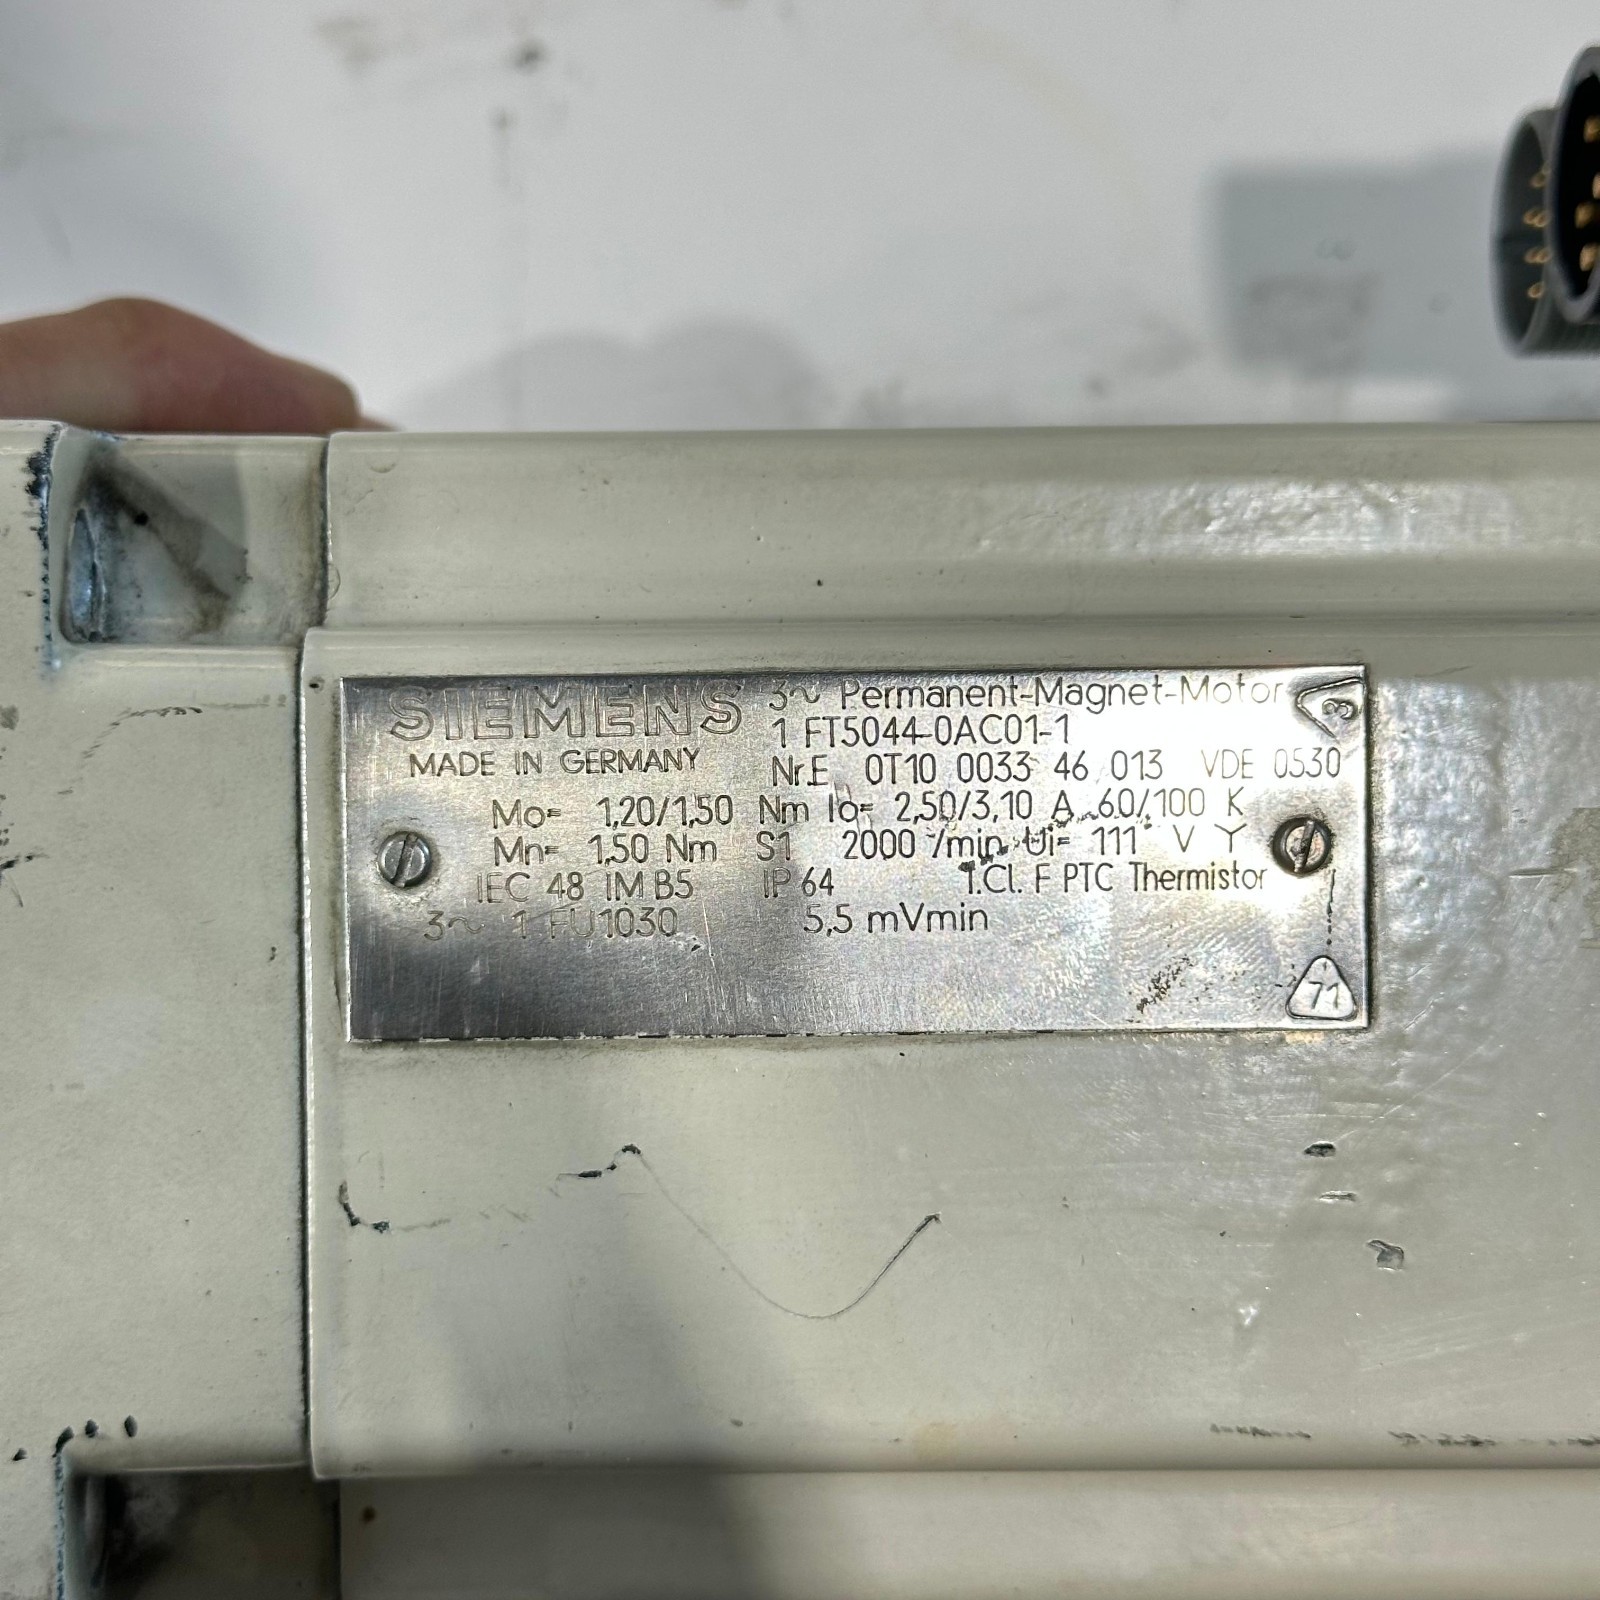 SIEMENS 3~ Permanent-Magnet-Motor 3
1 FT5044-0AC01-1
MADE IN GERMANY Nr.E 0T10 0033 46 013 VDE 0530
Mo= 1,20/1,50 Nm Io= 2,50/3,10 A 60/100 K
Mn= 1,50 Nm S1 2000 /min Ui= 111 V Y
IEC 48 IM B5 IP 64 I.Cl. F PTC Thermistor
3~ 1 FU1030 5,5 mVmin
71